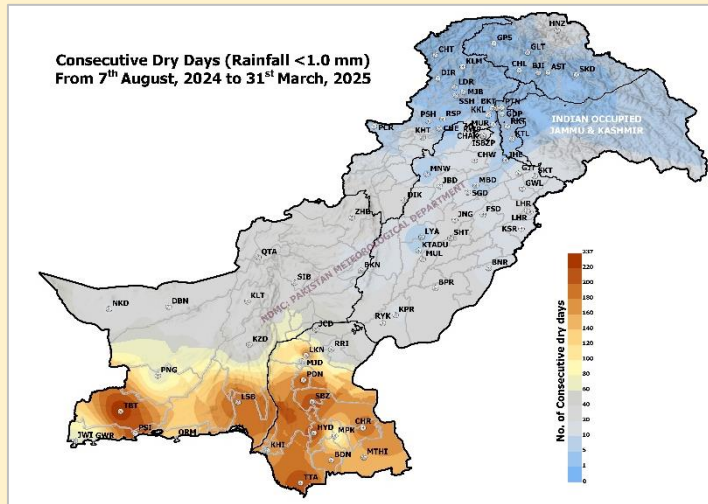 Consecutive Dry Days (Rainfall <1.0 mm)
From 7th August, 2024 to 31st March, 2025
HNZ
GPS
CHT
GLT
KLM
CHL
BJI
AST
SKD
DIR
LDR
MJB
SSH
BKT
PTN
KKL
GDP
PSH
RSP
MUR
RKT
INDIAN OCCUPIED
JAMMU & KASHMIR
PCR
KHT
CHE
KTL
CHAK
ISBZP
CHW
JHE
MNW
GJT
SKT
JBD
MBD
GWL
DIK
SGD
ZHB
JNG
FSD
LHR
LHR
LYA
SHT
KSR
KTADU
MUL
QTA
BKN
BNR
SIB
BPR
NKD
DBN
KLT
RYK
KPR
NDMC: PAKISTAN METEOROLOGICAL DEPARTMENT
KZD
JCD
LKN
RRI
MJD
PNG
PDN
TBT
LSB
SBZ
CHR
HYD
MPK
JWI
GWR
PSI
ORM
KHI
BDN
MTHI
TTA
No. of Consecutive dry days
237
220
200
180
160
140
120
100
80
60
40
20
10
5
1
0